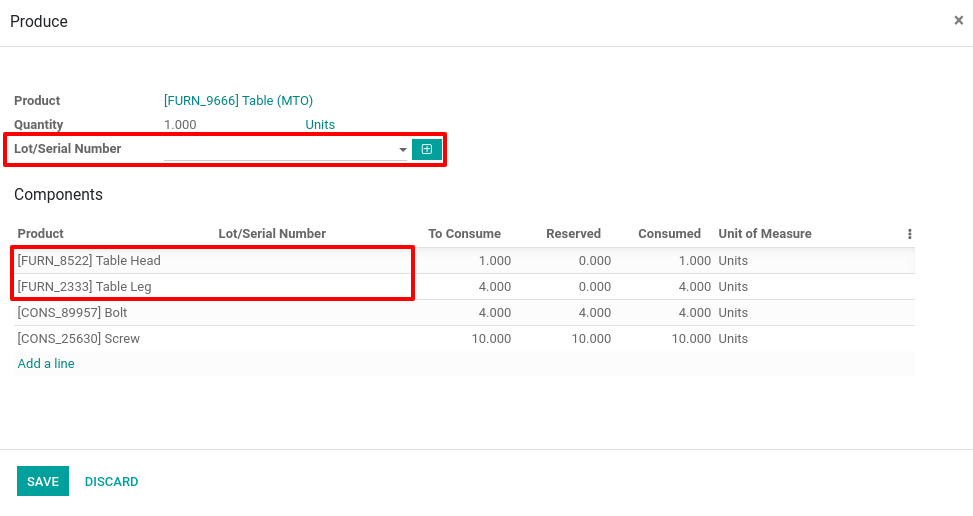 Produce ×
Product [FURN_9666] Table (MTO)
Quantity 1.000 Units
Lot/Serial Number
Components
Product Lot/Serial Number To Consume Reserved Consumed Unit of Measure
[FURN_8522] Table Head 1.000 0.000 1.000 Units
[FURN_2333] Table Leg 4.000 0.000 4.000 Units
[CONS_89957] Bolt 4.000 4.000 4.000 Units
[CONS_25630] Screw 10.000 10.000 10.000 Units
Add a line
SAVE DISCARD